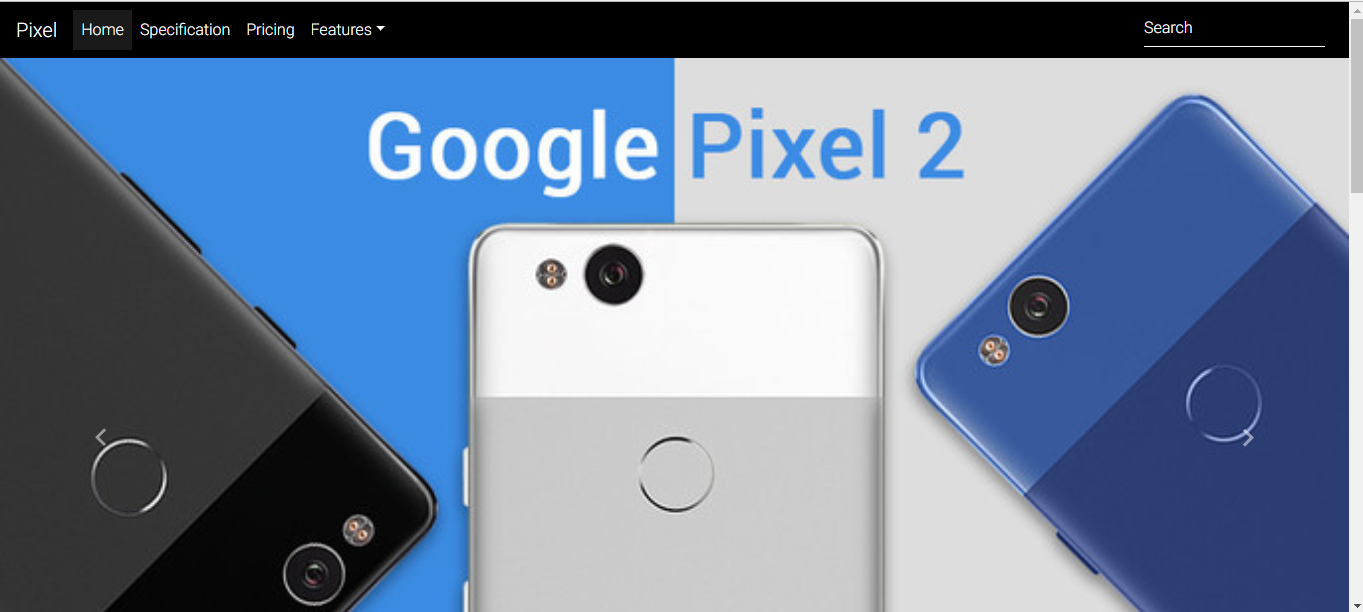 Pixel Home Specification Pricing Features Search
Google Pixel 2